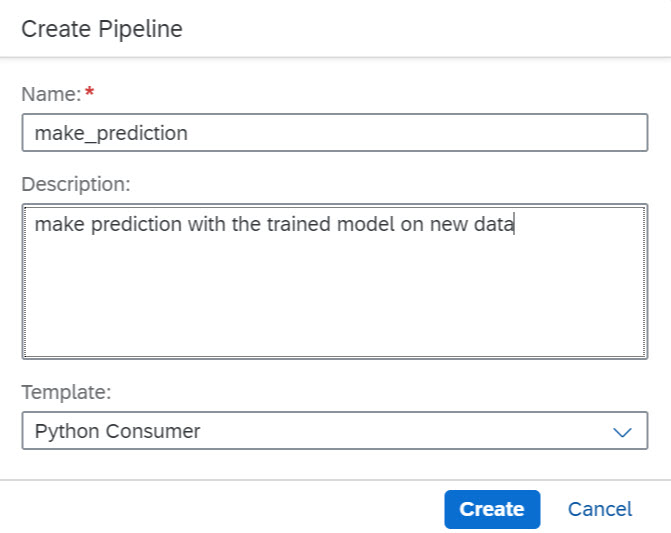 Create Pipeline
Name:*
make_prediction
Description:
make prediction with the trained model on new data
Template:
Python Consumer
Create Cancel